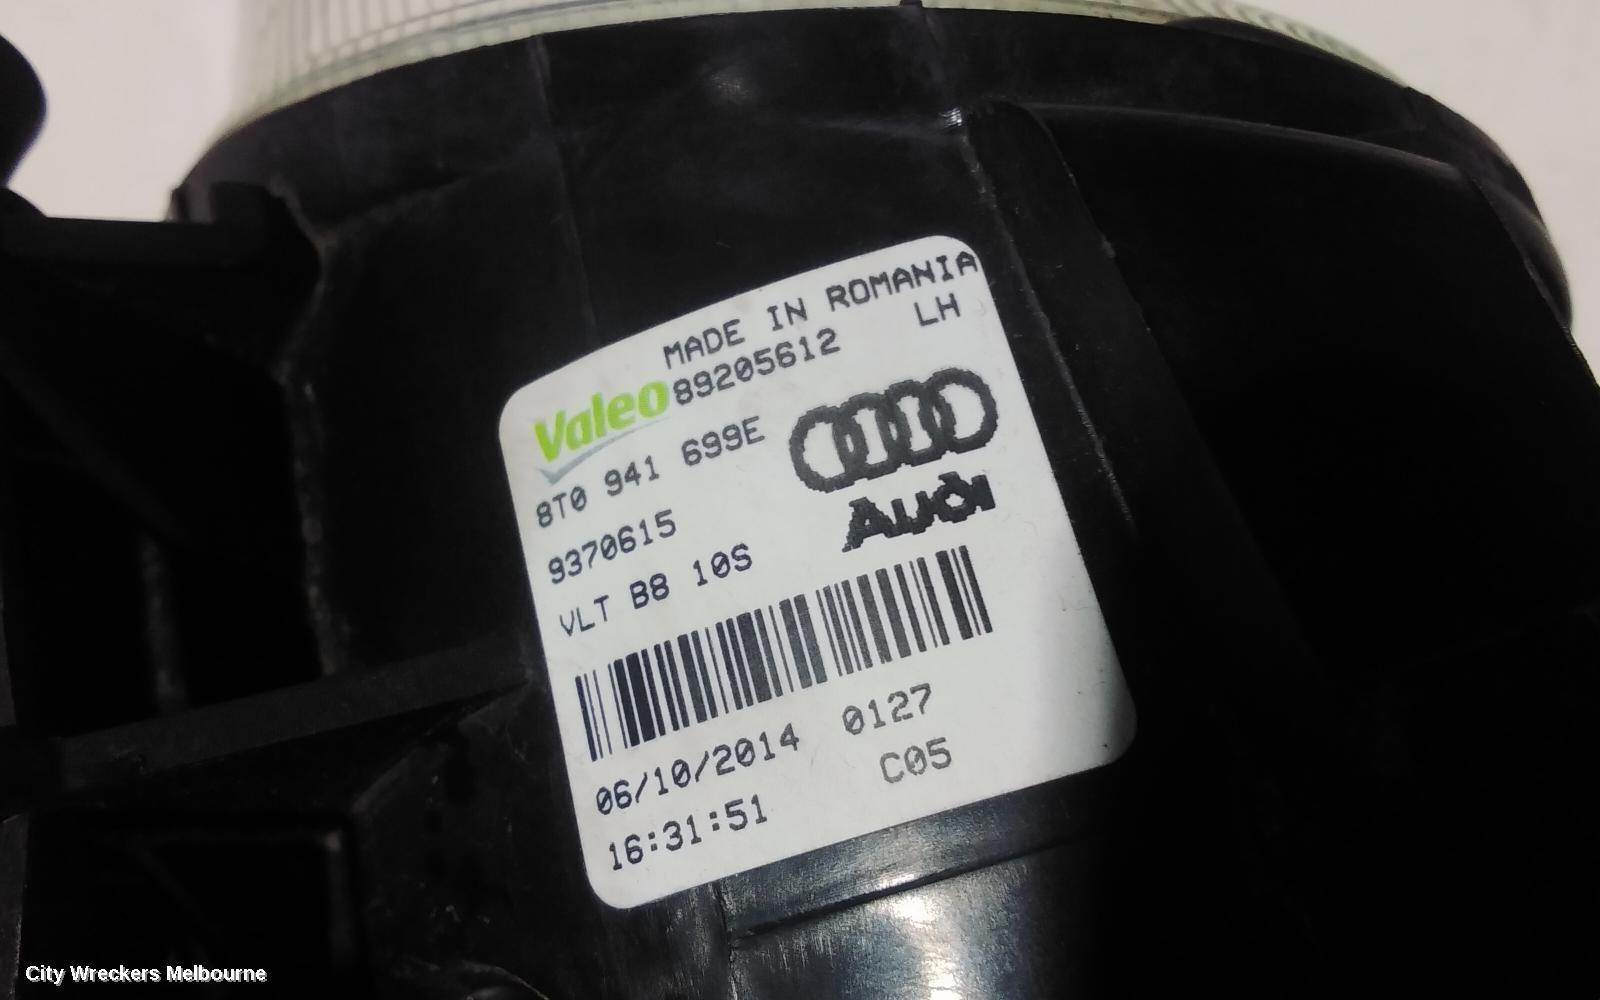 MADE IN ROMANIA
Valeo 89205612 LH
8T0 941 699E
Audi
9370615
VLT B8 10S
06/10/2014 0127
16:31:51 C05
City Wreckers Melbourne